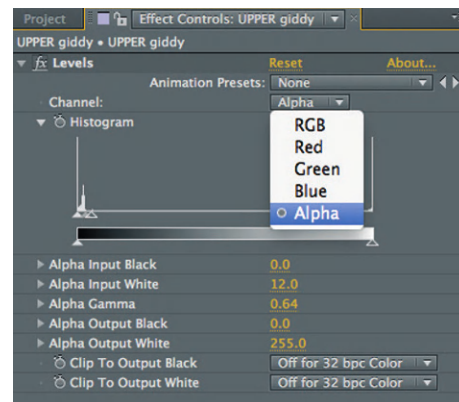 Project Effect Controls: UPPER giddy
UPPER giddy • UPPER giddy
fx Levels Reset About...
Animation Presets: None
Channel: Alpha
Histogram
RGB
Red
Green
Blue
Alpha
Alpha Input Black 0.0
Alpha Input White 12.0
Alpha Gamma 0.64
Alpha Output Black 0.0
Alpha Output White 255.0
Clip To Output Black Off for 32 bpc Color
Clip To Output White Off for 32 bpc Color